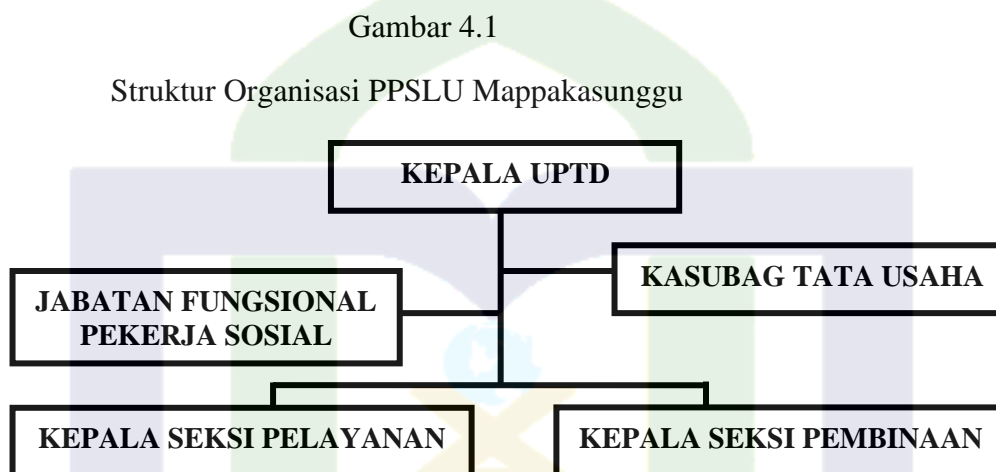 Gambar 4.1
Struktur Organisasi PPSLU Mappakasunggu
KEPALA UPTD
KASUBAG TATA USAHA
JABATAN FUNGSIONAL
PEKERJA SOSIAL
KEPALA SEKSI PELAYANAN
KEPALA SEKSI PEMBINAAN